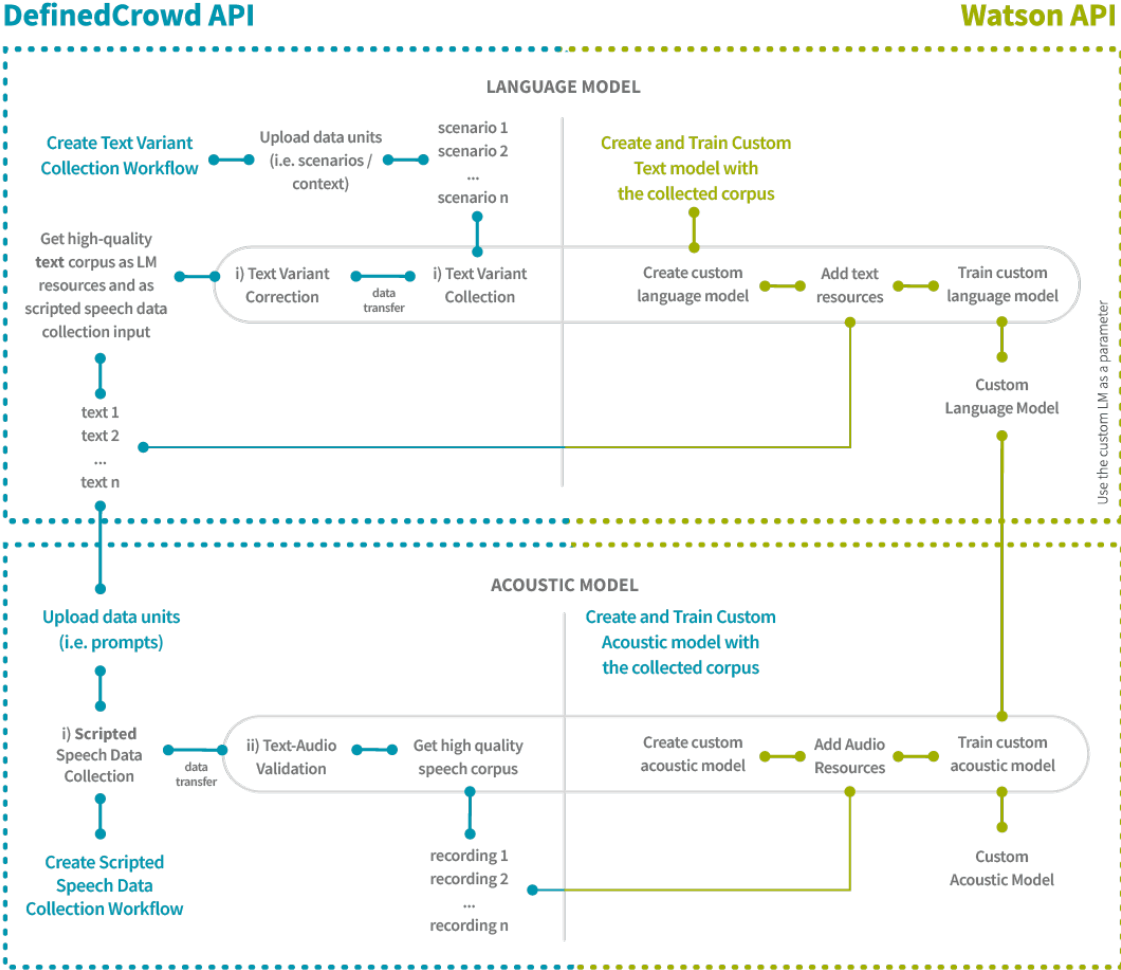 DefinedCrowd API
Watson API
LANGUAGE MODEL
Create Text Variant
Collection Workflow
Upload data units
(i.e. scenarios /
context)
scenario 1
scenario 2
...
scenario n
Create and Train Custom
Text model with
the collected corpus
Get high-quality
text corpus as LM
resources and as
scripted speech data
collection input
i) Text Variant
Correction
data
transfer
i) Text Variant
Collection
Create custom
language model
Add text
resources
Train custom
language model
Use the custom LM as a parameter
text 1
text 2
...
text n
Custom
Language Model
ACOUSTIC MODEL
Upload data units
(i.e. prompts)
Create and Train Custom
Acoustic model with
the collected corpus
i) Scripted
Speech Data
Collection
data
transfer
ii) Text-Audio
Validation
Get high quality
speech corpus
Create custom
acoustic model
Add Audio
Resources
Train custom
acoustic model
Create Scripted
Speech Data
Collection Workflow
recording 1
recording 2
...
recording n
Custom
Acoustic Model